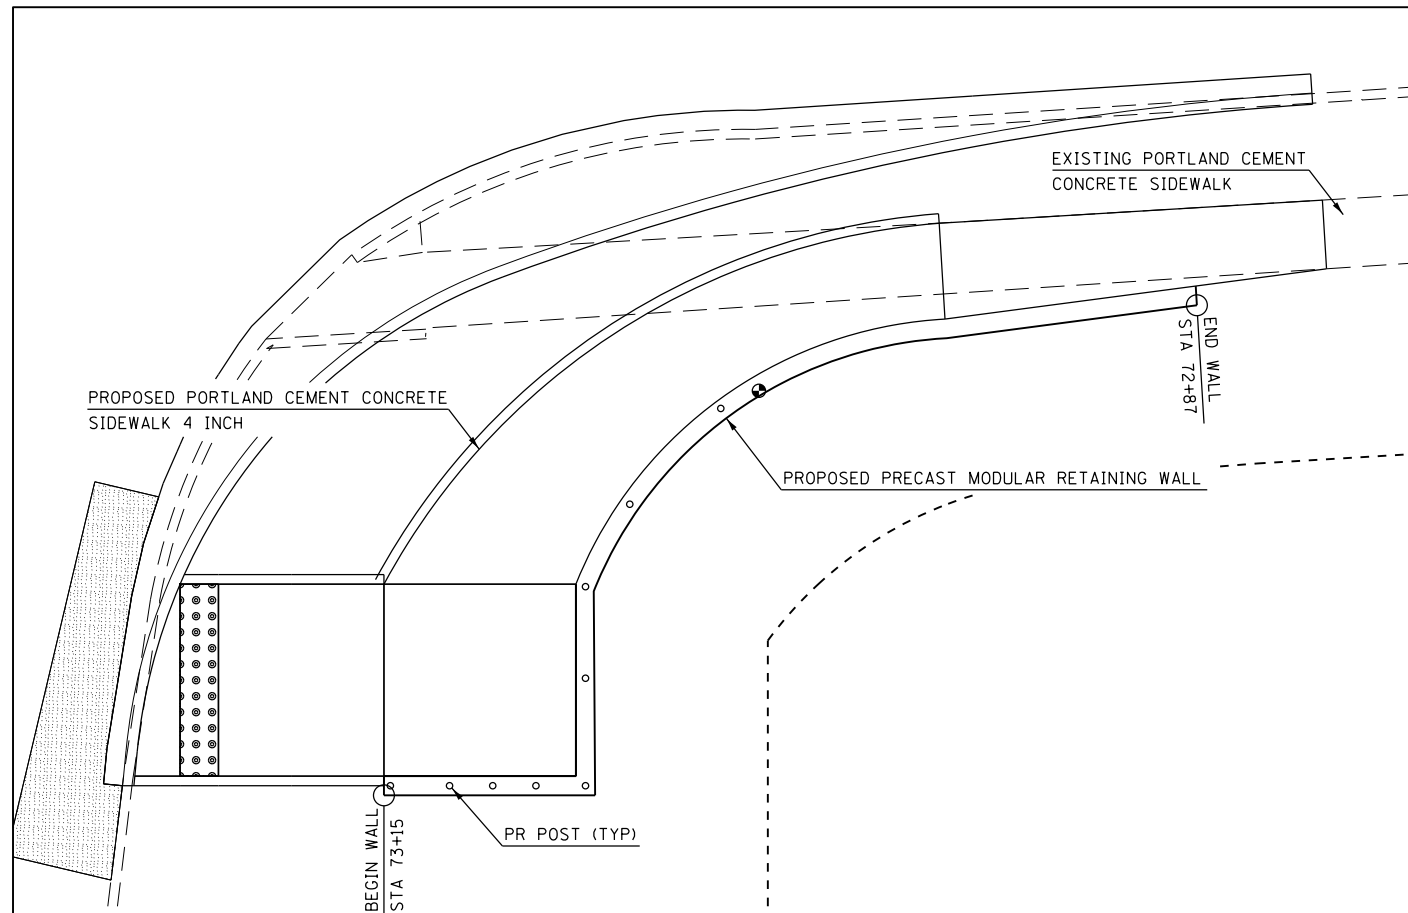 EXISTING PORTLAND CEMENT
CONCRETE SIDEWALK
END WALL
STA 72+87
PROPOSED PORTLAND CEMENT CONCRETE
SIDEWALK 4 INCH
PROPOSED PRECAST MODULAR RETAINING WALL
PR POST (TYP)
BEGIN WALL
STA 73+15